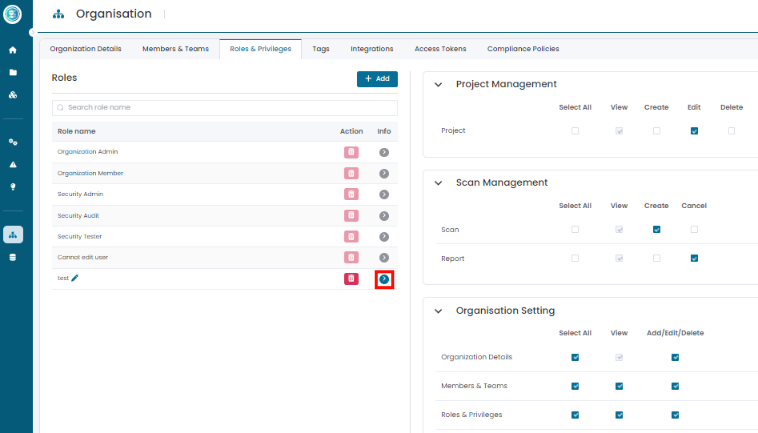 Organisation
Organization Details Members & Teams Roles & Privileges Tags Integrations Access Tokens Compliance Policies
Roles
+ Add
Search role name
Role name Action Info
Organization Admin
Organization Member
Security Admin
Security Audit
Security Tester
Cannot edit user
test
Project Management
Select All View Create Edit Delete
Project
Scan Management
Select All View Create Cancel
Scan
Report
Organisation Setting
Select All View Add/Edit/Delete
Organization Details
Members & Teams
Roles & Privileges